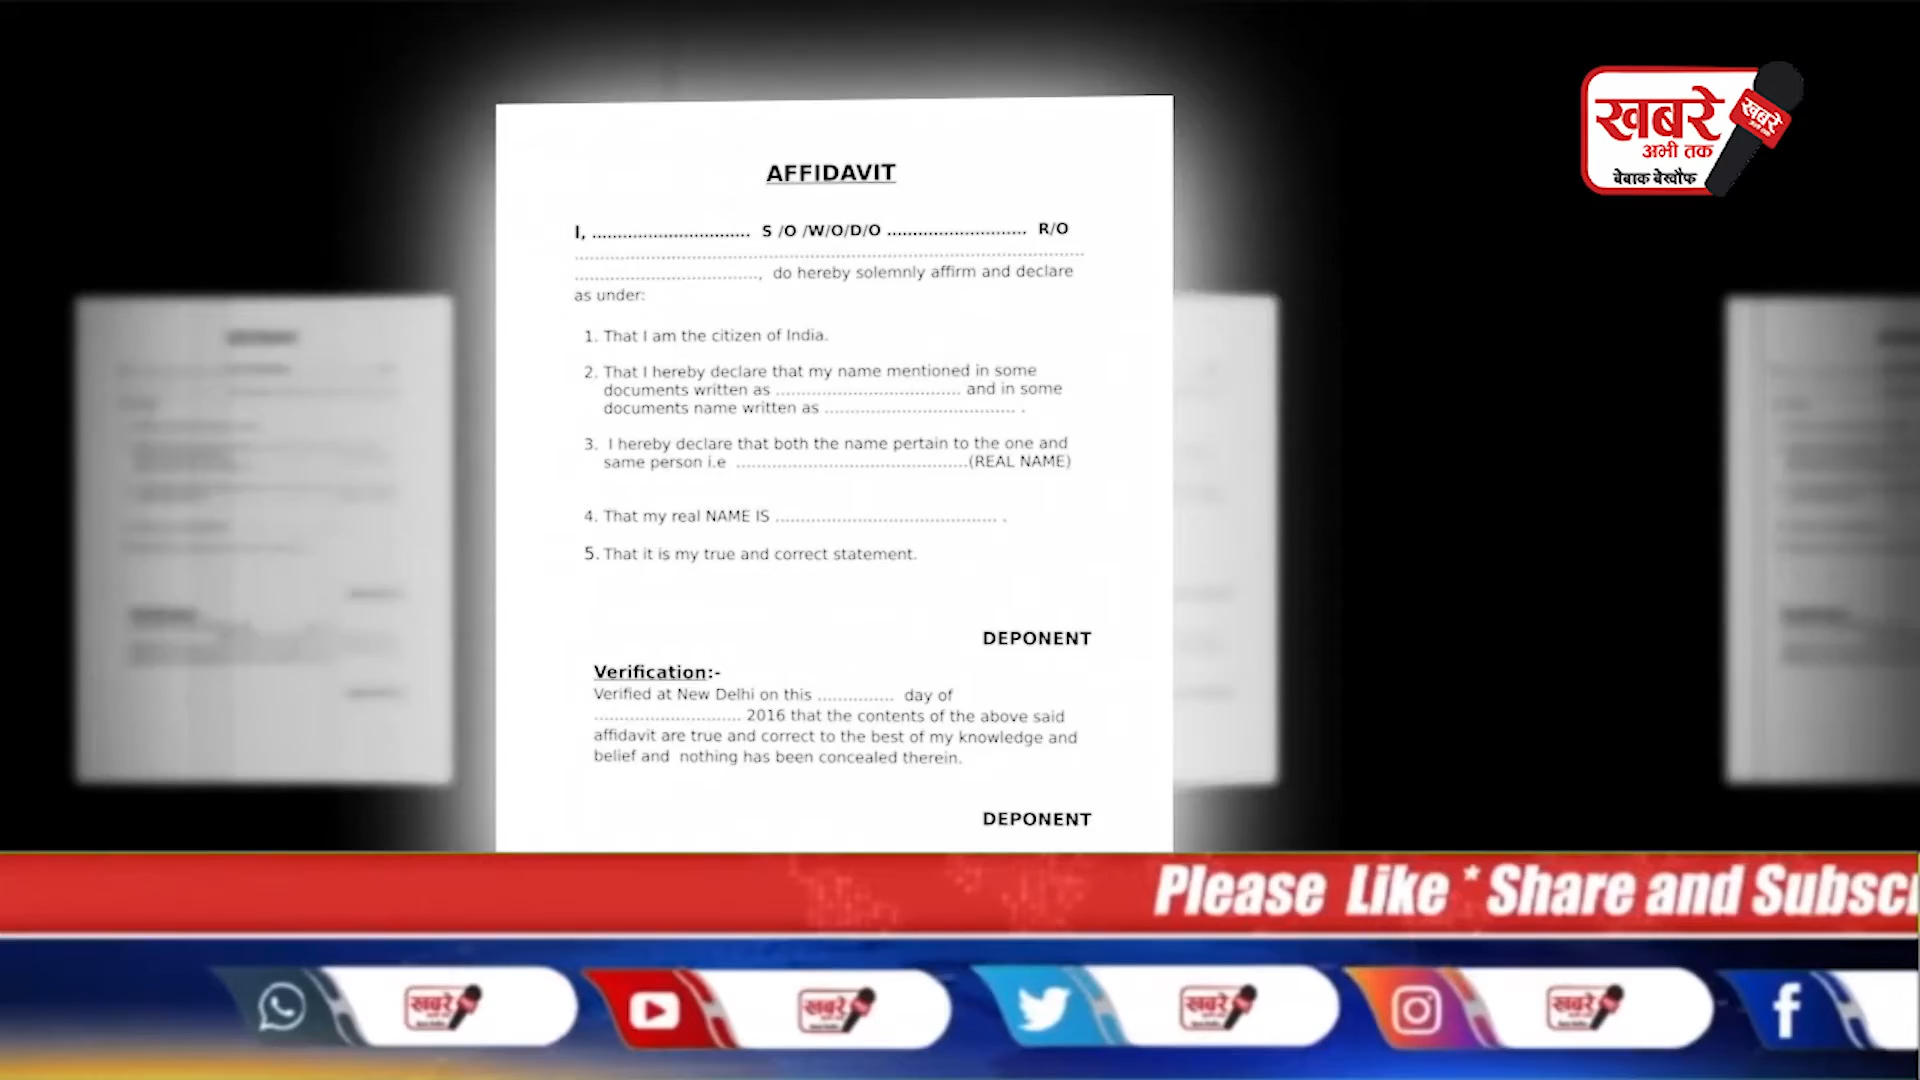 खबरे
अभी तक
बेबाक बेखौफ
खबरे
AFFIDAVIT
I, ............................... S /O /W/O/D/O ........................... R/O
....................................................................................................
....................................., do hereby solemnly affirm and declare
as under:
1. That I am the citizen of India.
2. That I hereby declare that my name mentioned in some
documents written as ..................................... and in some
documents name written as ...................................... .
3. I hereby declare that both the name pertain to the one and
same person i.e ..............................................(REAL NAME)
4. That my real NAME IS ............................................ .
5. That it is my true and correct statement.
DEPONENT
Verification:-
Verified at New Delhi on this ............... day of
............................. 2016 that the contents of the above said
affidavit are true and correct to the best of my knowledge and
belief and nothing has been concealed therein.
DEPONENT
Please Like * Share and Subscr
खबरे
खबरे
खबरे
खबरे